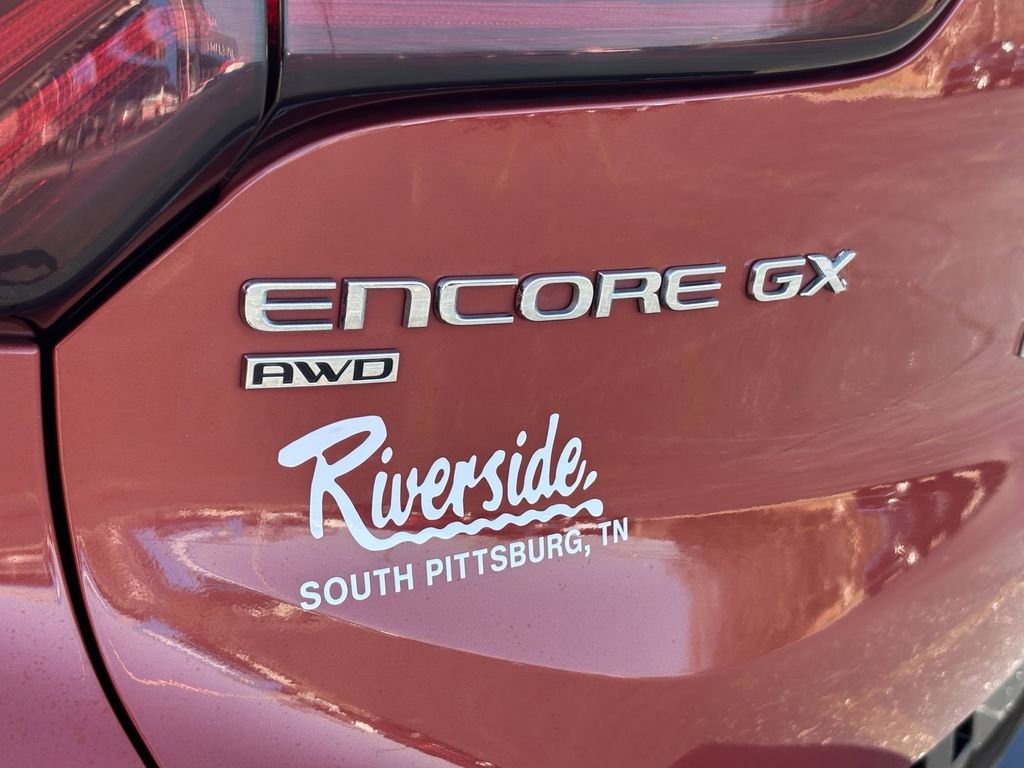 ENCORE GX
AWD
Riverside.
SOUTH PITTSBURG, TN